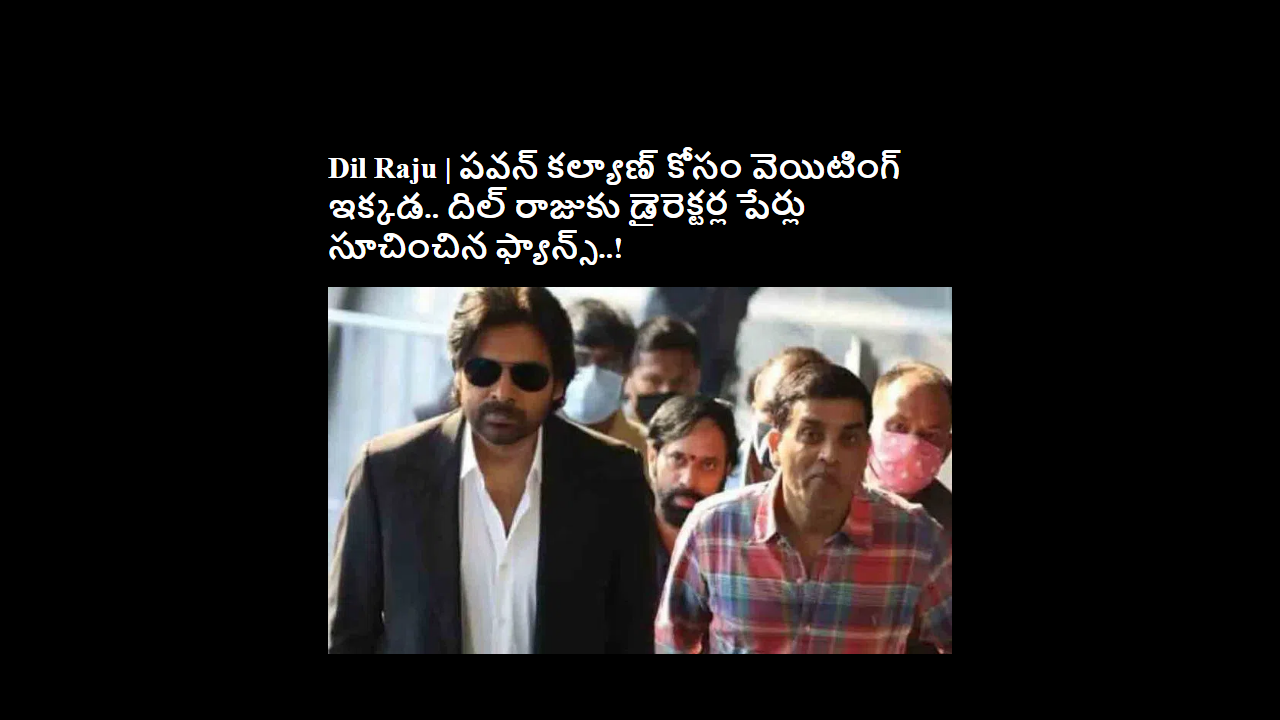 Dil Raju | పవన్ కల్యాణ్ కోసం వెయిటింగ్
ఇక్కడ.. దిల్ రాజుకు డైరెక్టర్ల పేర్లు
సూచించిన ఫ్యాన్స్..!